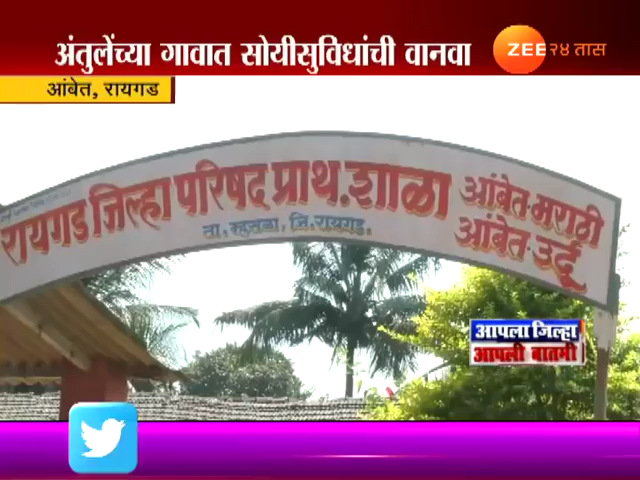 अंतुलेंच्या गावात सोयीसुविधांची वानवा
ZEE २४ तास
आंबेत, रायगड
रायगड जिल्हा परिषद प्राथ. शाळा
आंबेत-मराठी
आंबेत-उर्दू
ता. म्हसळा, जि. रायगड.
आपला जिल्हा
आपली बातमी